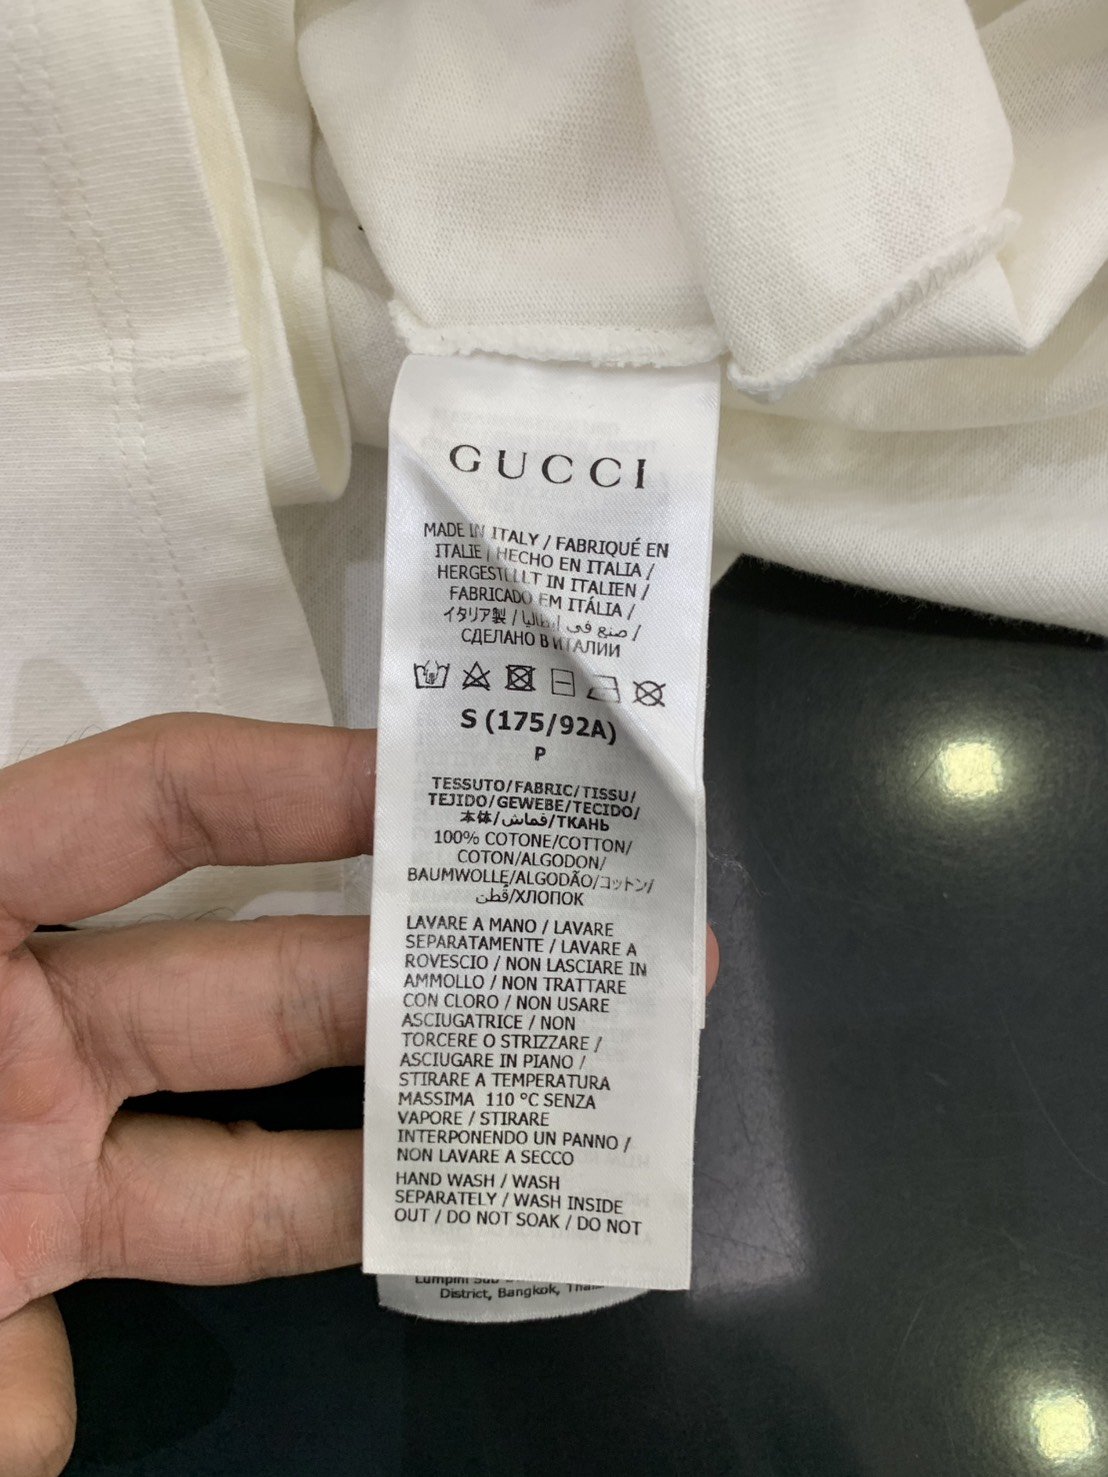 GUCCI
MADE IN ITALY / FABRIQUÉ EN
ITALIE / HECHO EN ITALIA /
HERGESTELLT IN ITALIEN /
FABRICADO EM ITÁLIA /
イタリア製 / صنع في إيطاليا /
СДЕЛАНО В ИТАЛИИ
S (175/92A)
P
TESSUTO/FABRIC/TISSU/
TEJIDO/GEWEBE/TECIDO/
本体/قماش/ТКАНЬ
100% COTONE/COTTON/
COTON/ALGODON/
BAUMWOLLE/ALGODÃO/コットン/
قطن/ХЛОПОК
LAVARE A MANO / LAVARE
SEPARATAMENTE / LAVARE A
ROVESCIO / NON LASCIARE IN
AMMOLLO / NON TRATTARE
CON CLORO / NON USARE
ASCIUGATRICE / NON
TORCERE O STRIZZARE /
ASCIUGARE IN PIANO /
STIRARE A TEMPERATURA
MASSIMA 110 °C SENZA
VAPORE / STIRARE
INTERPONENDO UN PANNO /
NON LAVARE A SECCO
HAND WASH / WASH
SEPARATELY / WASH INSIDE
OUT / DO NOT SOAK / DO NOT
Lumpini Sub
District, Bangkok,